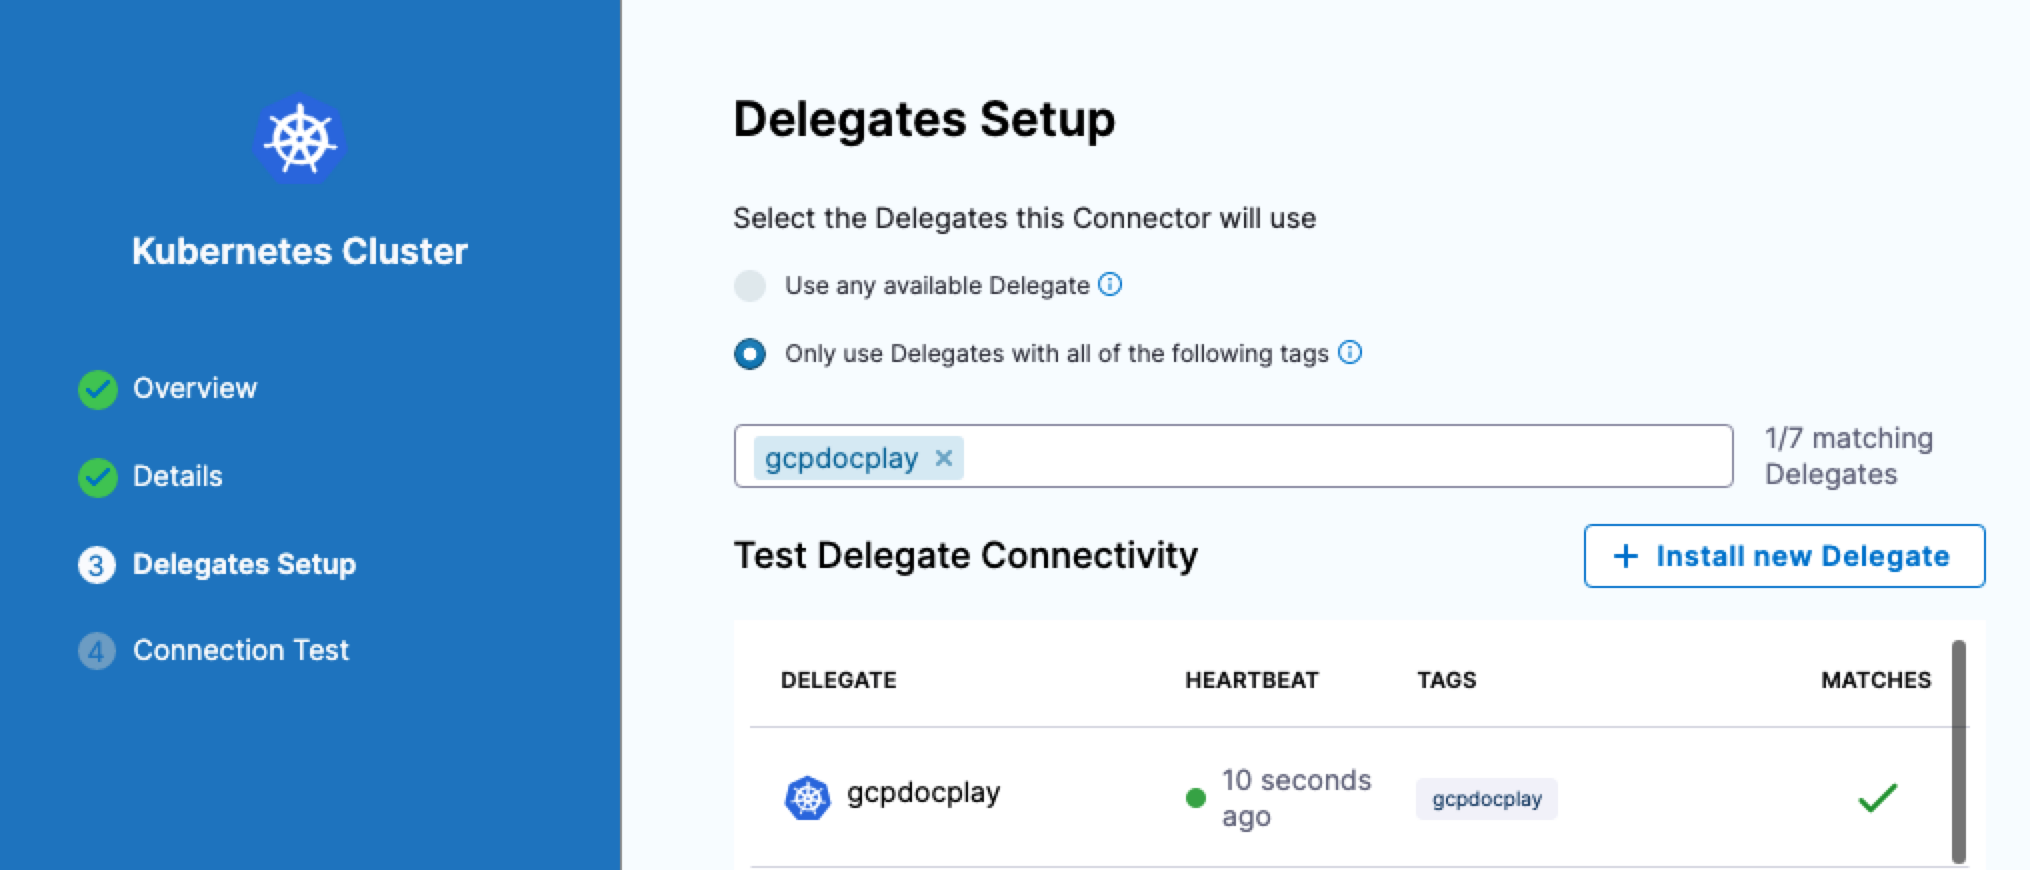 Kubernetes Cluster
Overview
Details
3 Delegates Setup
4 Connection Test
Delegates Setup
Select the Delegates this Connector will use
Use any available Delegate
Only use Delegates with all of the following tags
gcpdocplay
1/7 matching
Delegates
Test Delegate Connectivity
+ Install new Delegate
DELEGATE HEARTBEAT TAGS MATCHES
gcpdocplay 10 seconds ago gcpdocplay